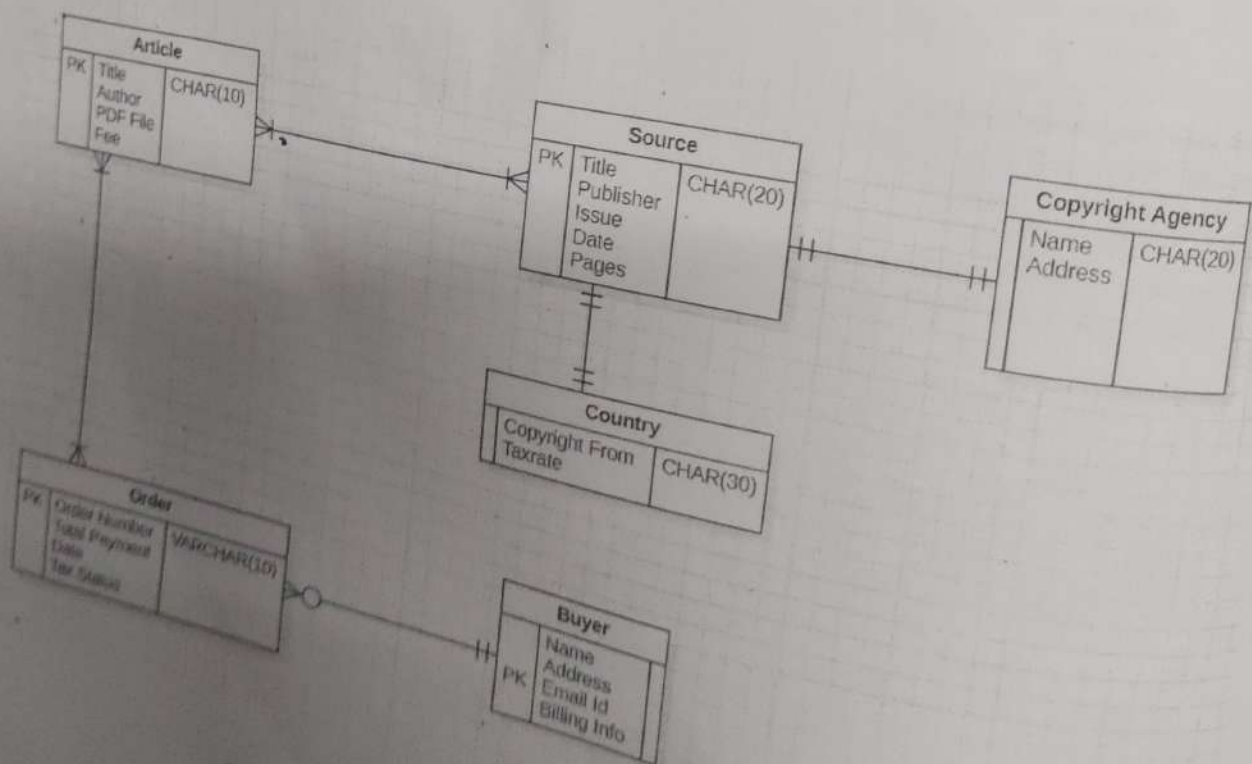 Article
PK Title CHAR(10)
Author
PDF File
Fee
Source
PK Title CHAR(20)
Publisher
Issue
Date
Pages
Copyright Agency
Name CHAR(20)
Address
Country
Copyright From CHAR(30)
Taxrate
Order
PK Order Number VARCHAR(10)
Total Payment
Date
Tax Status
Buyer
Name
Address
PK Email Id
Billing Info